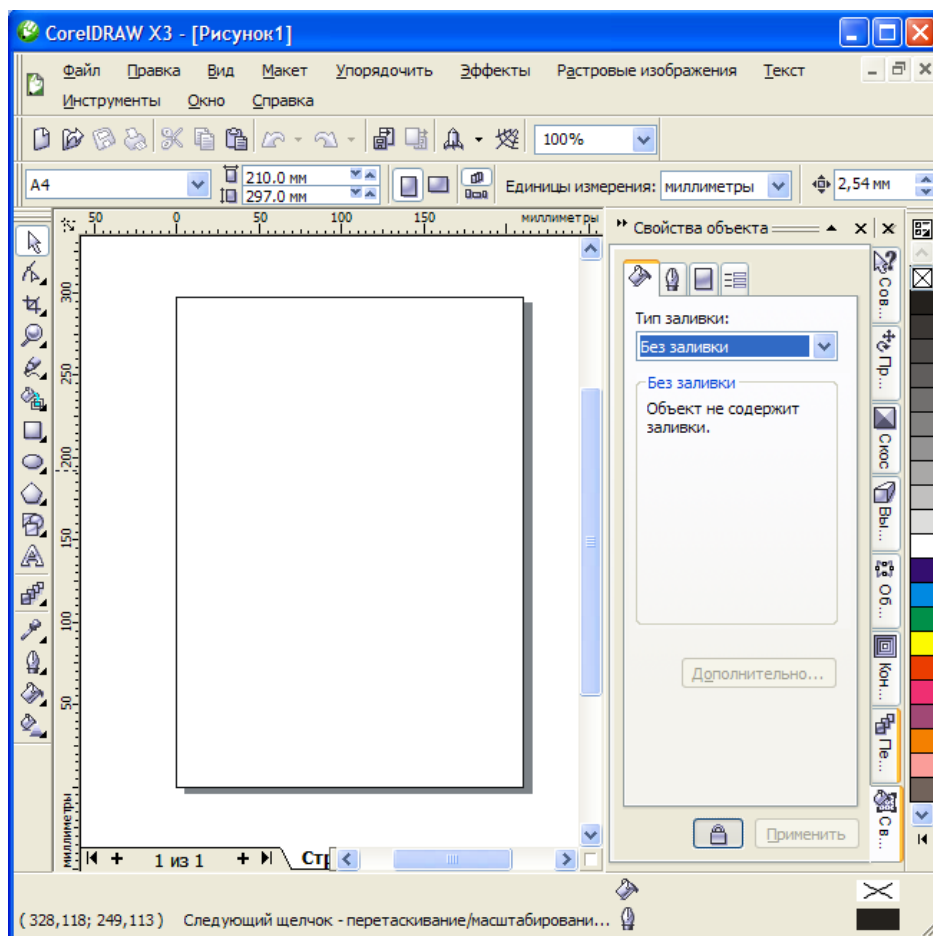 CorelDRAW X3 - [Рисунок1]
Файл Правка Вид Макет Упорядочить Эффекты Растровые изображения Текст
Инструменты Окно Справка
100%
A4
210.0 мм
297.0 мм
Единицы измерения: миллиметры
2,54 мм
50 0 50 100 150 миллиметры
Свойства объекта
300
250
200
150
100
50
миллиметры
Тип заливки:
Без заливки
Без заливки
Объект не содержит
заливки.
Дополнительно...
Применить
Сов...
Пр...
Скос
Вы...
Об...
Кон...
Пе...
Св...
1 из 1
Стр
(328,118; 249,113) Следующий щелчок - перетаскивание/масштабировани...